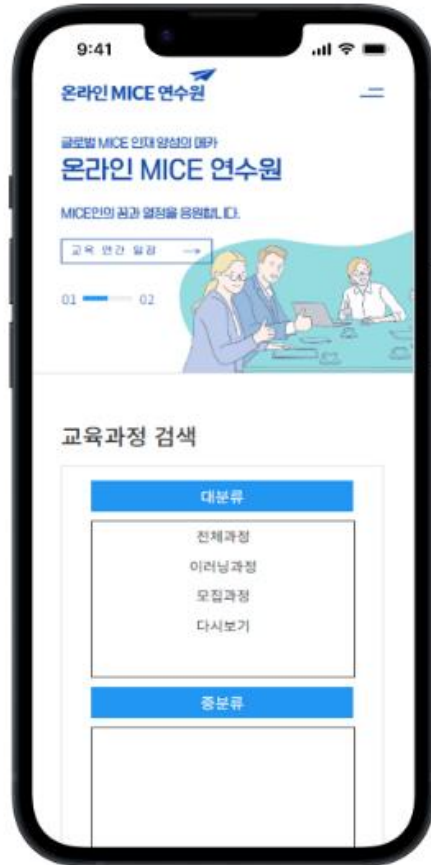 9:41
온라인 MICE 연수원
글로벌 MICE 인재 양성의 메카
온라인 MICE 연수원
MICE인의 꿈과 열정을 응원합니다.
교육 연간 일정
01 02
교육과정 검색
대분류
전체과정
이러닝과정
모집과정
다시보기
중분류